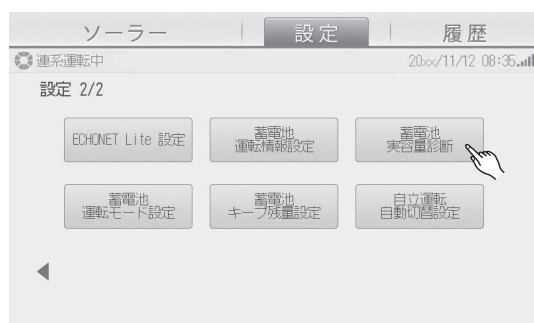 ソーラー 設定 履歴
連系運転中 20xx/11/12 08:35
設定 2/2
ECHONET Lite 設定
蓄電地
運転情報設定
蓄電池
実容量診断
蓄電池
運転モード設定
蓄電池
キープ残量設定
自立運転
自動切替設定